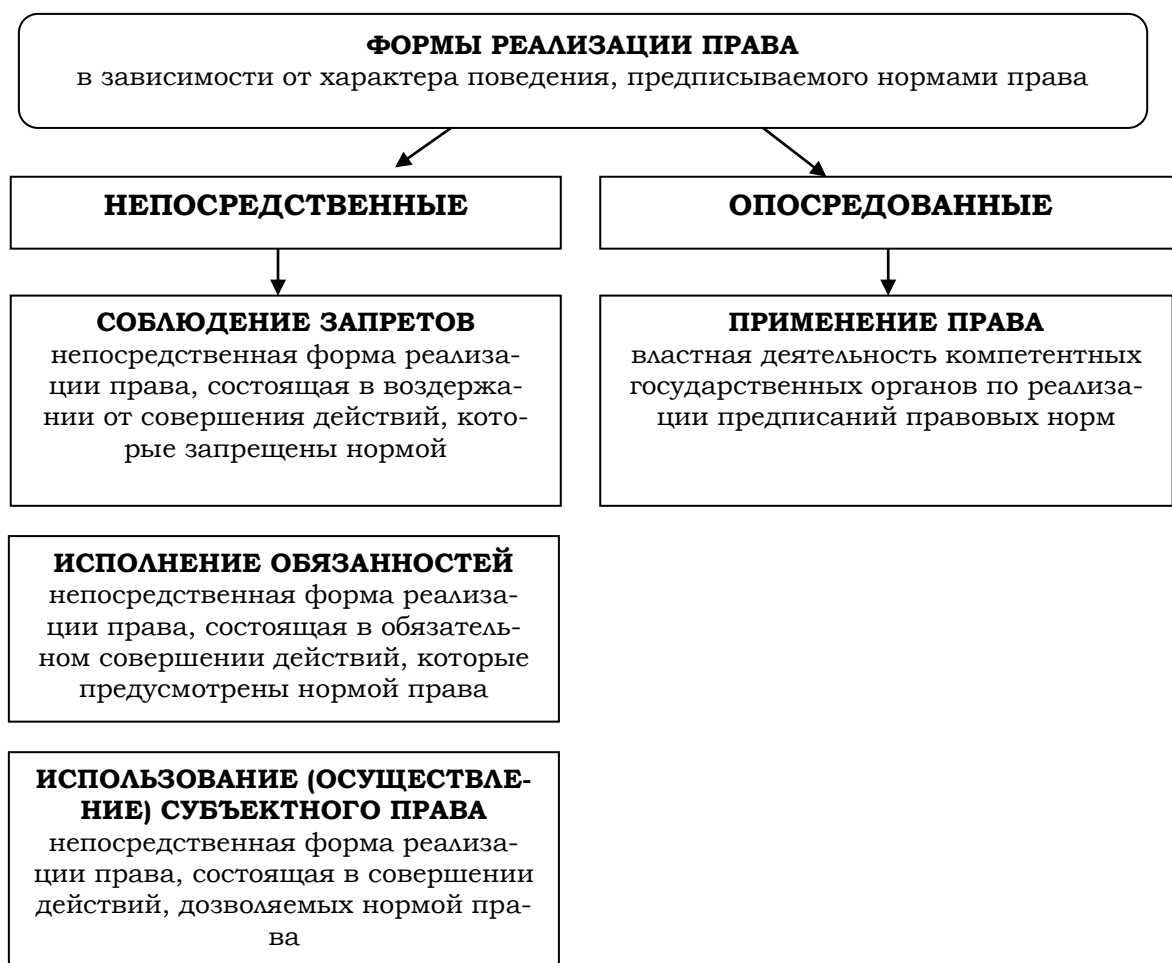 ФОРМЫ РЕАЛИЗАЦИИ ПРАВА
в зависимости от характера поведения, предписываемого нормами права
НЕПОСРЕДСТВЕННЫЕ
ОПОСРЕДОВАННЫЕ
СОБЛЮДЕНИЕ ЗАПРЕТОВ
непосредственная форма реализа-
ции права, состоящая в воздержа-
нии от совершения действий, кото-
рые запрещены нормой
ПРИМЕНЕНИЕ ПРАВА
властная деятельность компетентных
государственных органов по реализа-
ции предписаний правовых норм
ИСПОЛНЕНИЕ ОБЯЗАННОСТЕЙ
непосредственная форма реализа-
ции права, состоящая в обязатель-
ном совершении действий, которые
предусмотрены нормой права
ИСПОЛЬЗОВАНИЕ (ОСУЩЕСТВЛЕ-
НИЕ) СУБЪЕКТНОГО ПРАВА
непосредственная форма реализа-
ции права, состоящая в совершении
действий, дозволяемых нормой пра-
ва